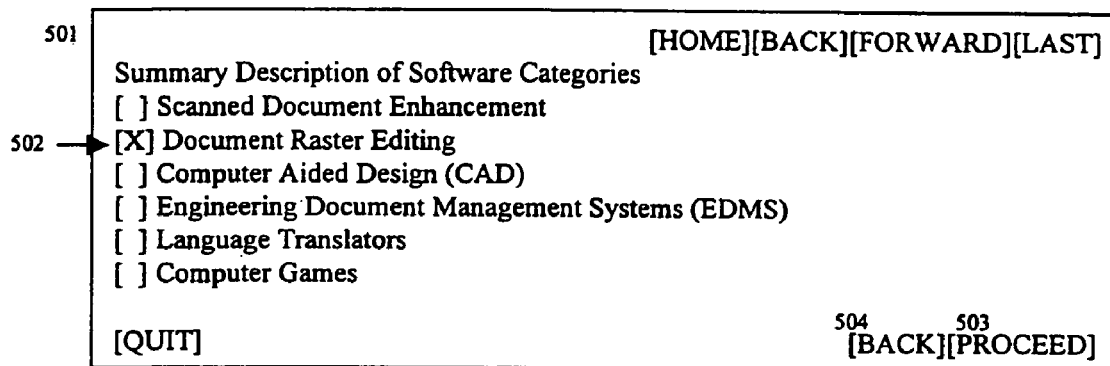 501
[HOME][BACK][FORWARD][LAST]
Summary Description of Software Categories
[ ] Scanned Document Enhancement
502 [X] Document Raster Editing
[ ] Computer Aided Design (CAD)
[ ] Engineering Document Management Systems (EDMS)
[ ] Language Translators
[ ] Computer Games
504 503
[QUIT] [BACK][PROCEED]